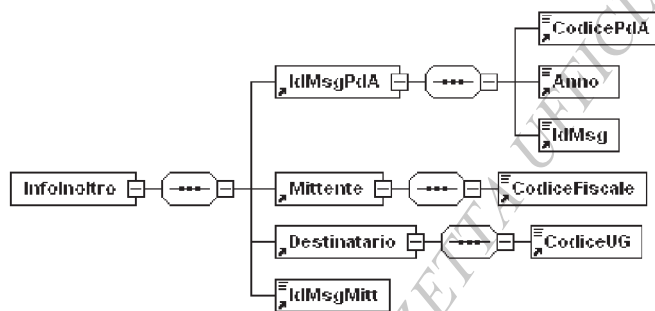 CodicePdA
IdMsgPdA
Anno
IdMsg
InfoInoltro
Mittente
CodiceFiscale
Destinatario
CodiceUG
IdMsgMitt